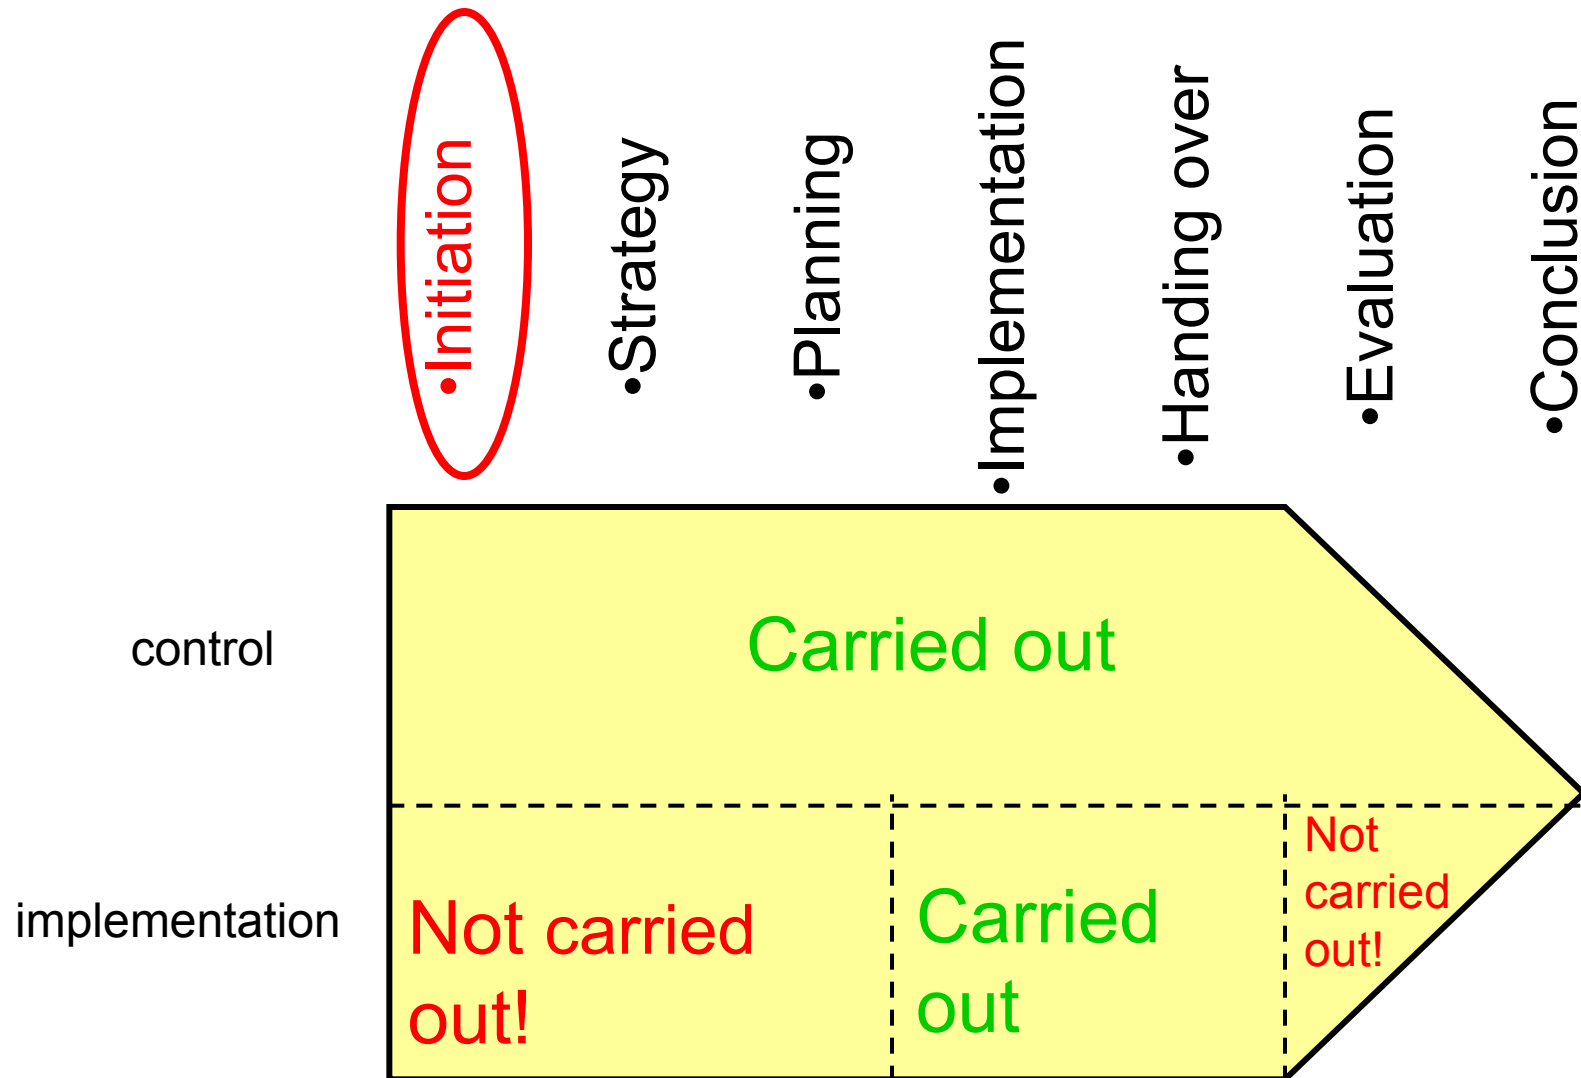 •Initiation
•Strategy
•Planning
•Implementation
•Handing over
•Evaluation
•Conclusion
control
Carried out
implementation
Not carried
out!
Carried
out
Not
carried
out!